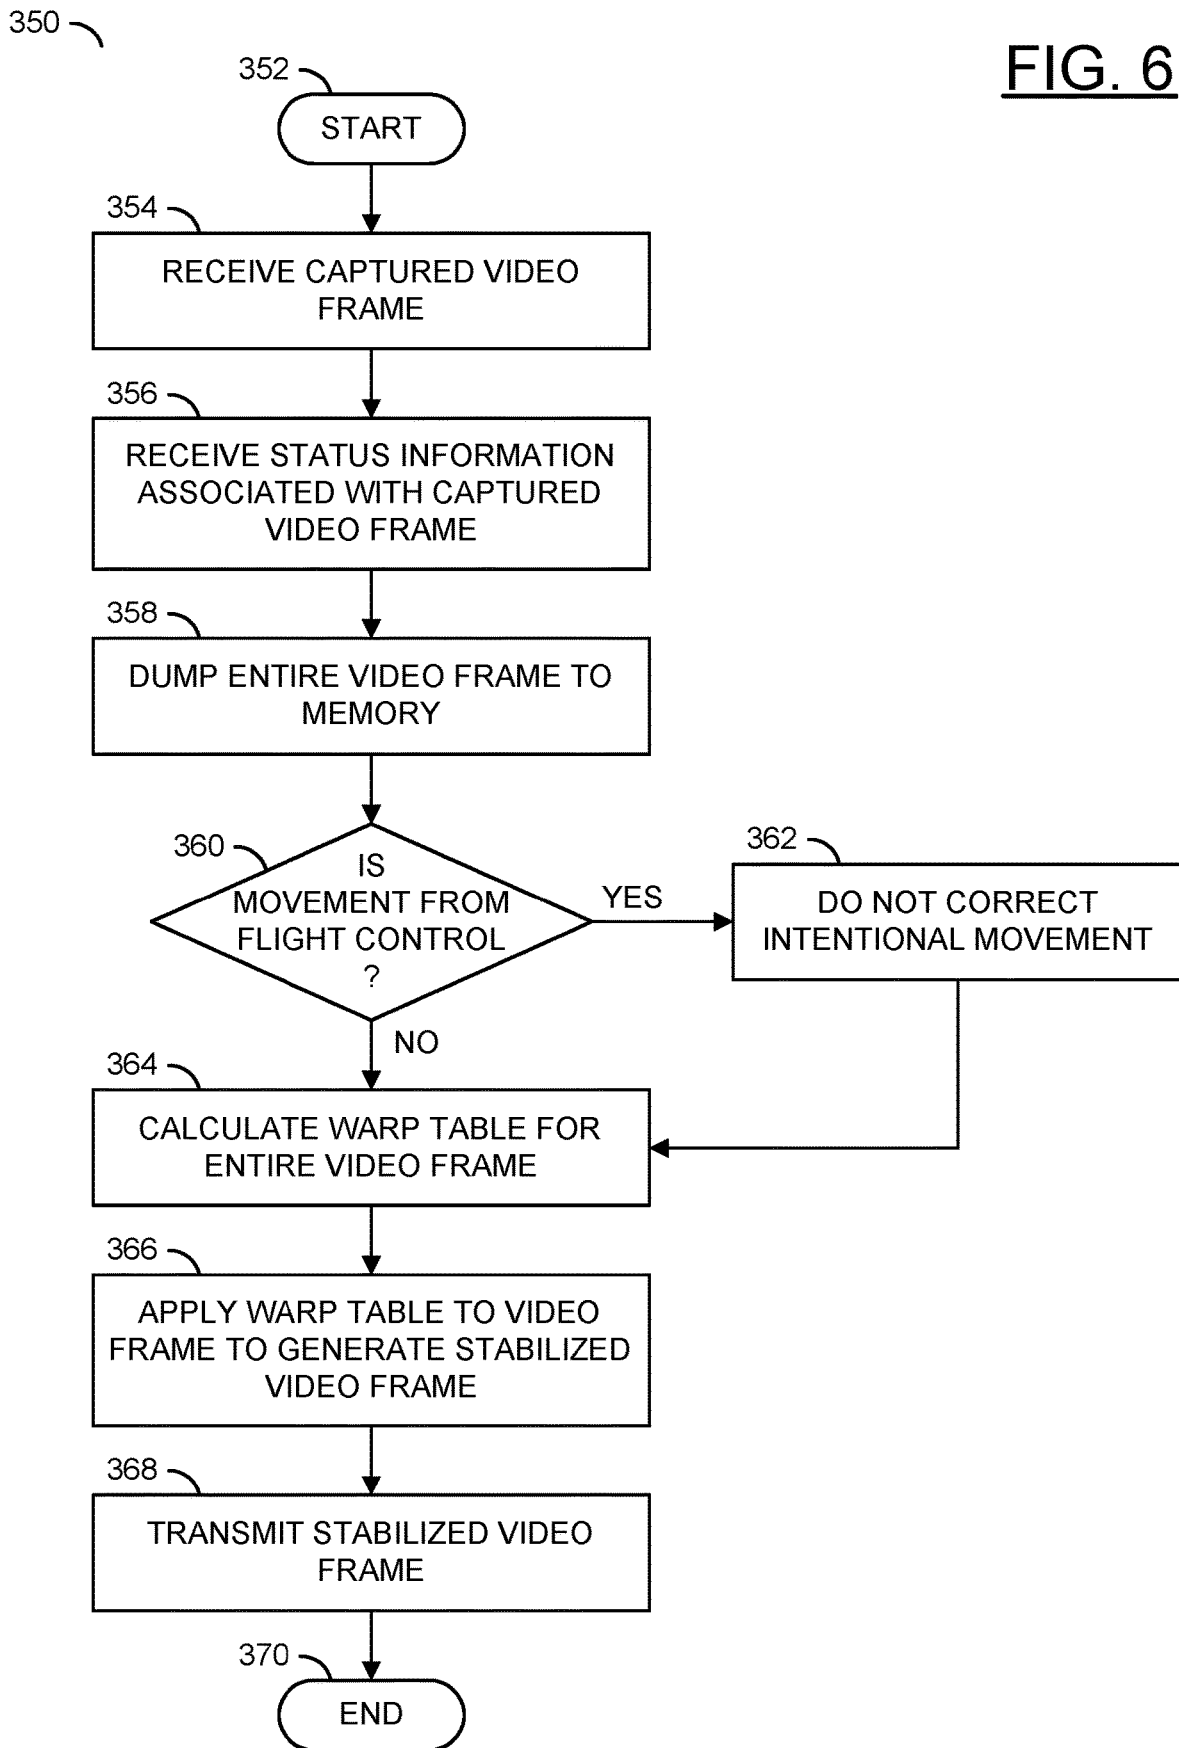 350
FIG. 6
352
START
354
RECEIVE CAPTURED VIDEO
FRAME
356
RECEIVE STATUS INFORMATION
ASSOCIATED WITH CAPTURED
VIDEO FRAME
358
DUMP ENTIRE VIDEO FRAME TO
MEMORY
360
IS
MOVEMENT FROM
FLIGHT CONTROL
?
YES
362
DO NOT CORRECT
INTENTIONAL MOVEMENT
NO
364
CALCULATE WARP TABLE FOR
ENTIRE VIDEO FRAME
366
APPLY WARP TABLE TO VIDEO
FRAME TO GENERATE STABILIZED
VIDEO FRAME
368
TRANSMIT STABILIZED VIDEO
FRAME
370
END